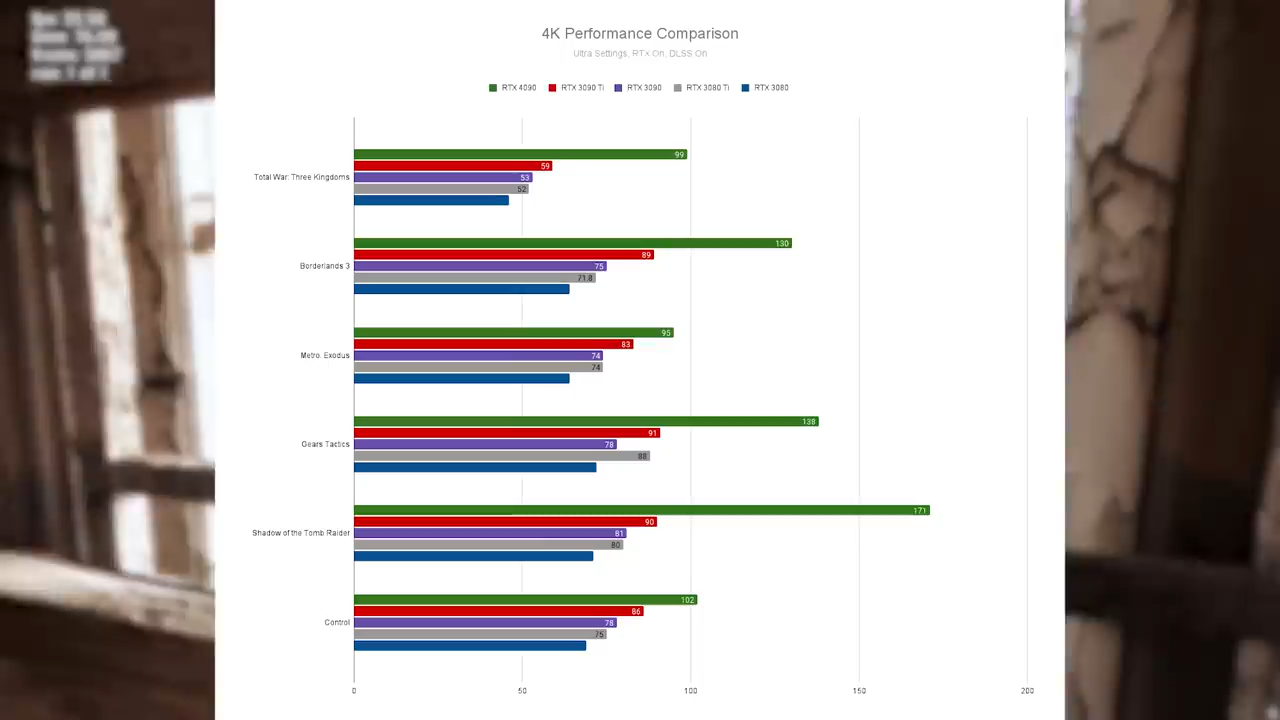 4K Performance Comparison
Ultra Settings, RTx On, DLSS On
RTX 4090 RTX 3090 Ti RTX 3090 RTX 3080 Ti RTX 3080
99
59
Total War: Three Kingdoms 53
52
130
89
Borderlands 3 75
71.8
95
83
Metro. Exodus 74
74
138
91
Gears Tactics 78
88
171
90
Shadow of the Tomb Raider 81
80
102
86
Control 78
75
0 50 100 150 200